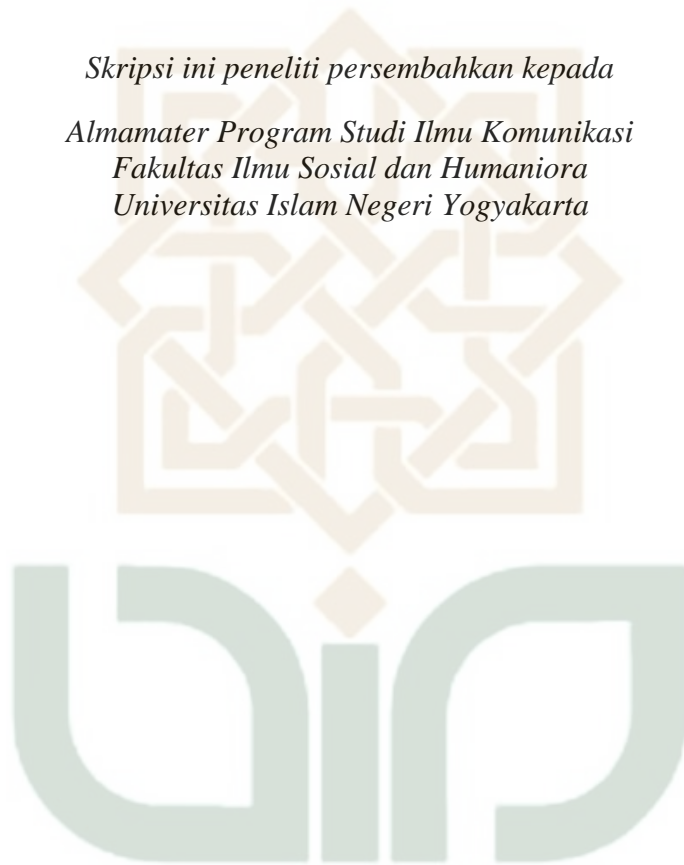 Skripsi ini peneliti persembahkan kepada
Almamater Program Studi Ilmu Komunikasi
Fakultas Ilmu Sosial dan Humaniora
Universitas Islam Negeri Yogyakarta